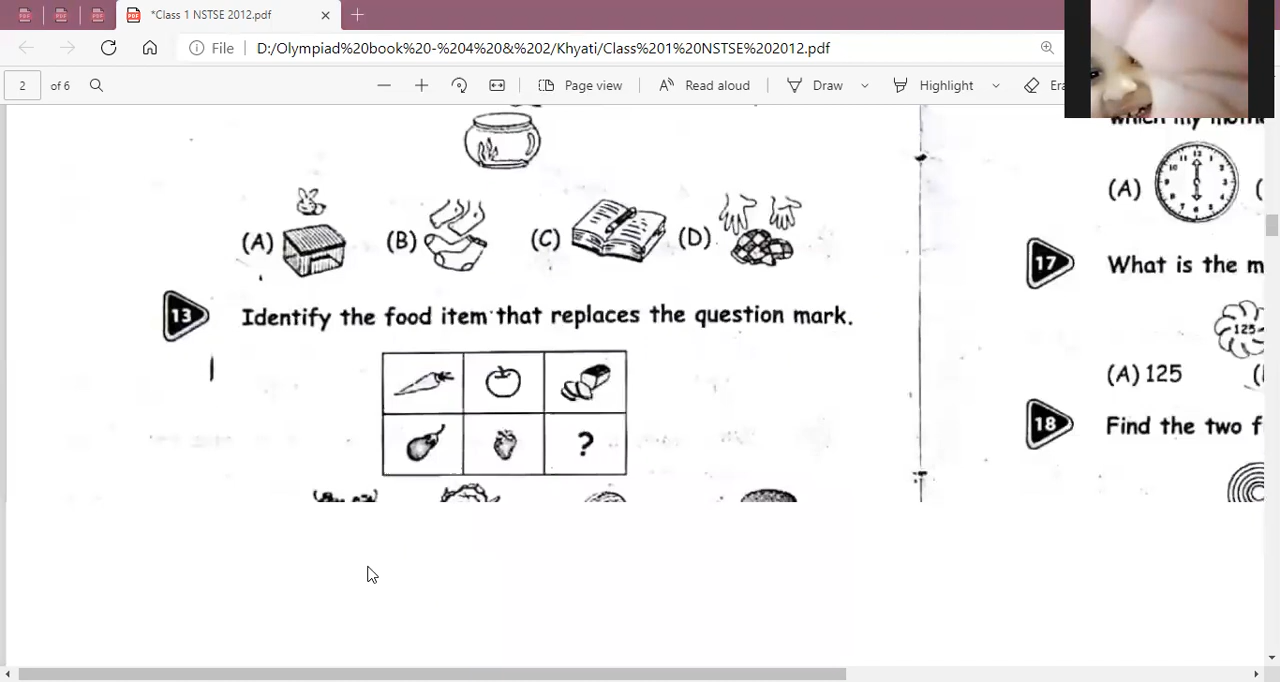 *Class 1 NSTSE 2012.pdf
File D:/Olympiad%20book%20-%204%20&%202/Khyati/Class%201%20NSTSE%202012.pdf
2 of 6 Page view Read aloud Draw Highlight
which my
(A)
(A) (B) (C) (D)
17 What is the m
13 Identify the food item that replaces the question mark.
125
?
(A) 125
18 Find the two f